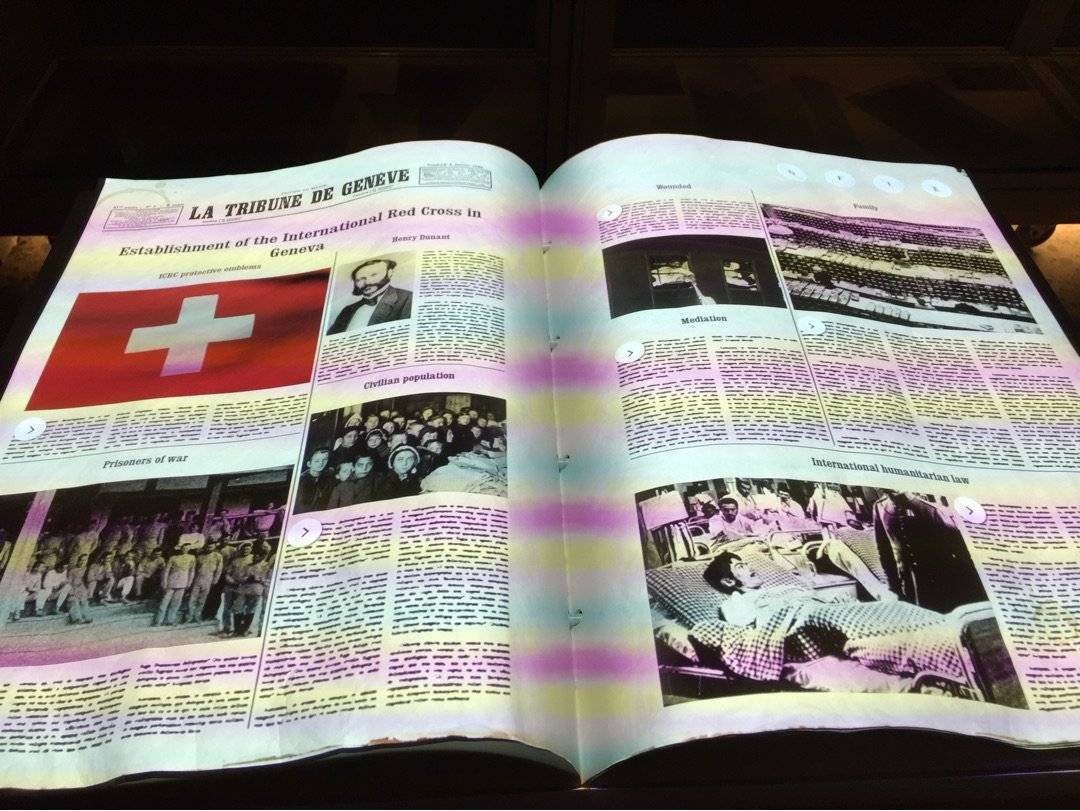 LA TRIBUNE DE GENEVE
Establishment of the International Red Cross in
Geneva
ICRC protective emblems
Henry Dunant
Civilian population
Prisoners of war
Wounded
Family
Mediation
International humanitarian law